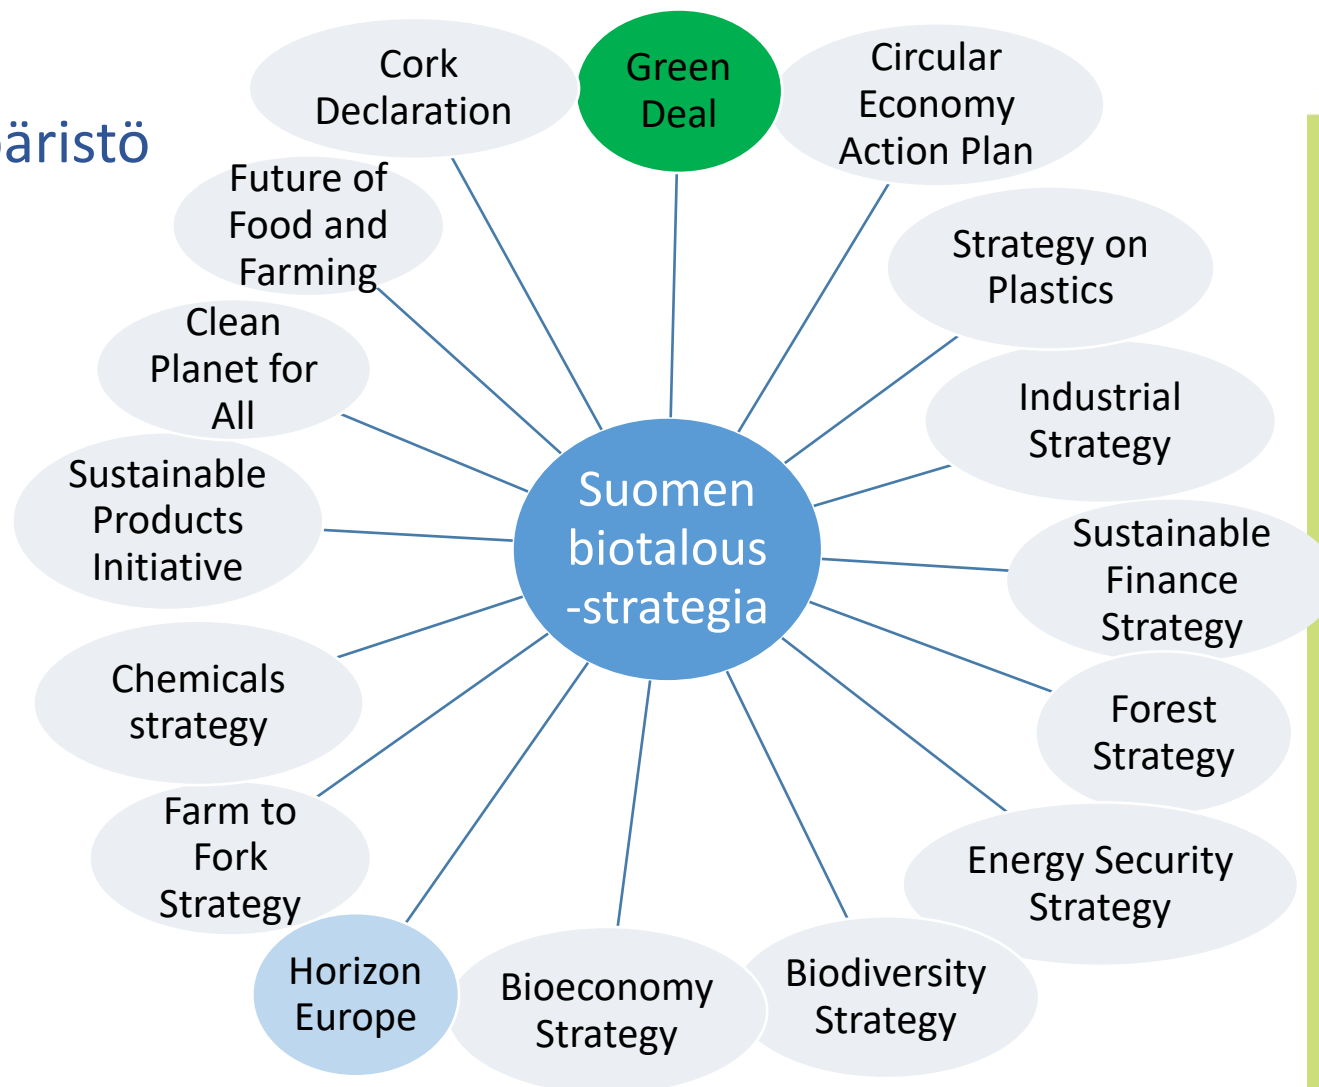 päristö
Cork
Declaration
Green
Deal
Circular
Economy
Action Plan
Future of
Food and
Farming
Strategy on
Plastics
Clean
Planet for
All
Industrial
Strategy
Sustainable
Products
Initiative
Suomen
biotalous
-strategia
Sustainable
Finance
Strategy
Chemicals
strategy
Forest
Strategy
Farm to
Fork
Strategy
Energy Security
Strategy
Horizon
Europe
Bioeconomy
Strategy
Biodiversity
Strategy